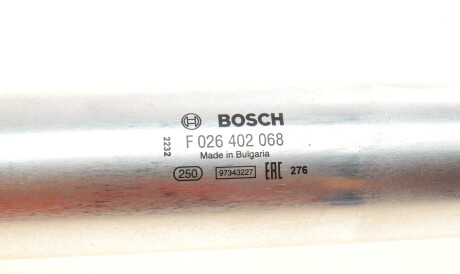 BOSCH
2232
F 026 402 068
Made in Bulgaria
250 97343227 EAC 276